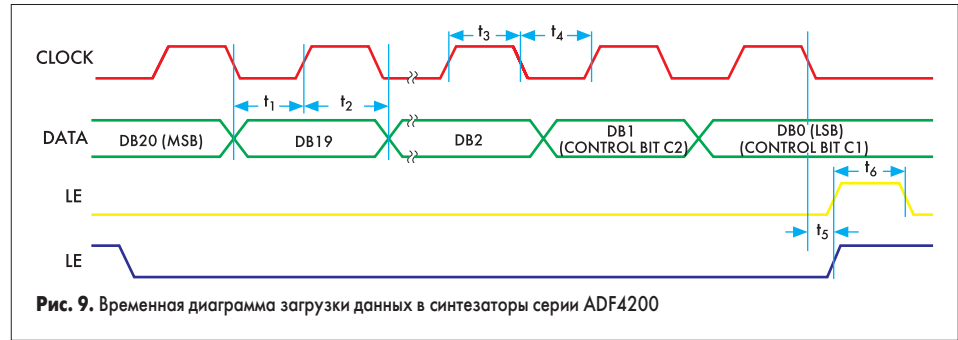 CLOCK
t3
t4
t1
t2
DATA
DB20 (MSB)
DB19
DB2
DB1
(CONTROL BIT C2)
DB0 (LSB)
(CONTROL BIT C1)
t6
LE
t5
LE
Рис. 9. Временная диаграмма загрузки данных в синтезаторы серии ADF4200